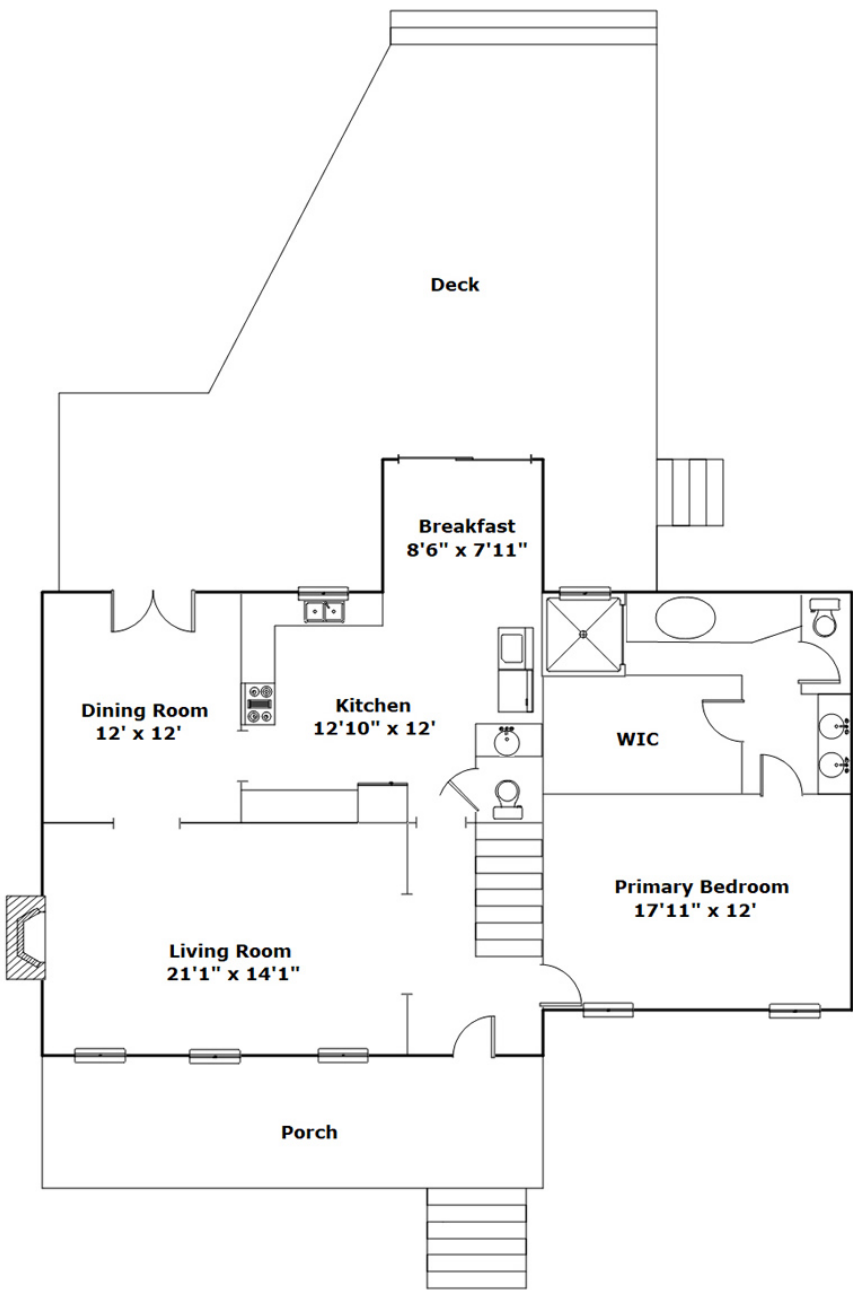 Deck
Breakfast
8'6" x 7'11"
Dining Room
12' x 12'
Kitchen
12'10" x 12'
WIC
Primary Bedroom
17'11" x 12'
Living Room
21'1" x 14'1"
Porch